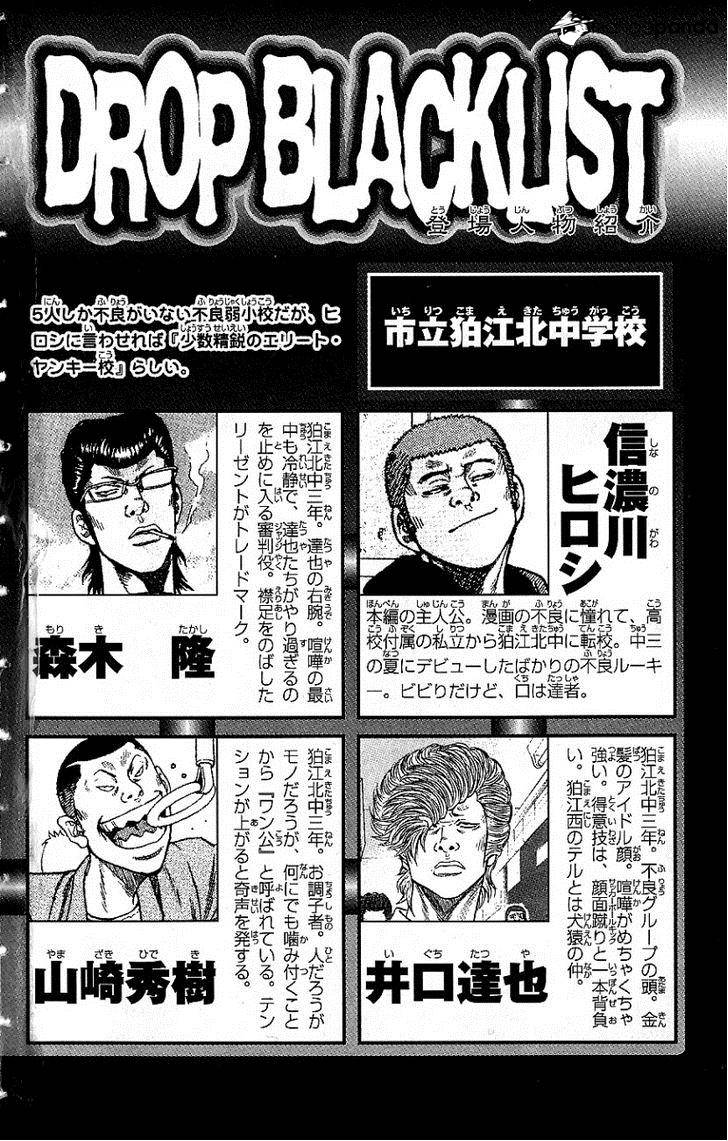 DROP BLACKLIST
登場人物紹介
市立狛江北中学校
5人しか不良がいない不良弱小校だが、ヒ
ロシに言わせれば『少数精鋭のエリート・
ヤンキー校』らしい。
信濃川
ヒロシ
本編の主人公。漫画の不良に憧れて、高
校付属の私立から狛江北中に転校。中三
の夏にデビューしたばかりの不良ルーキ
ー。ビビりだけど、口は達者。
狛江北中三年。達也の右腕。喧嘩の最
中も冷静で、達也たちがやり過ぎるの
を止めに入る審判役。襟足をのばした
リーゼントがトレードマーク。
森木 隆
狛江北中三年。不良グループの頭。金
髪のアイドル顔。喧嘩がめちゃくちゃ
強い。得意技は、顔面蹴りと一本背負
い。狛江西のテルとは犬猿の仲。
井口達也
狛江北中三年。お調子者。人だろうが
モノだろうが、何にでも噛み付くこと
から『ワン公』と呼ばれている。テン
ションが上がると奇声を発する。
山崎秀樹